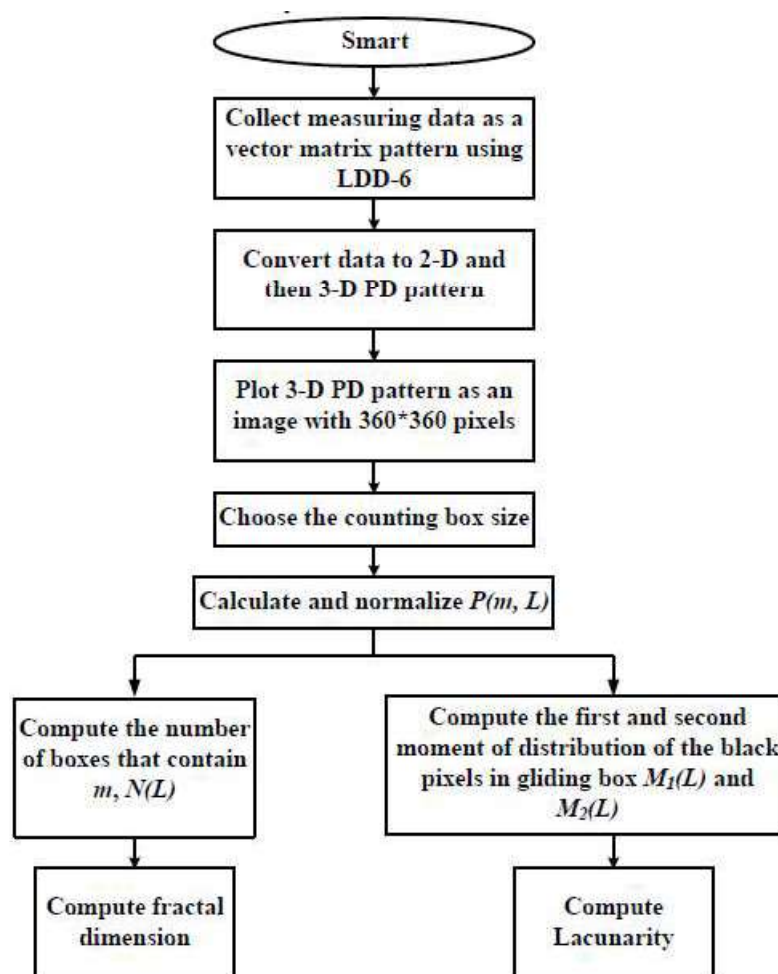 Smart
Collect measuring data as a
vector matrix pattern using
LDD-6
Convert data to 2-D and
then 3-D PD pattern
Plot 3-D PD pattern as an
image with 360*360 pixels
Choose the counting box size
Calculate and normalize P(m, L)
Compute the number
of boxes that contain
m, N(L)
Compute the first and second
moment of distribution of the black
pixels in gliding box M₁(L) and
M₂(L)
Compute fractal
dimension
Compute
Lacunarity